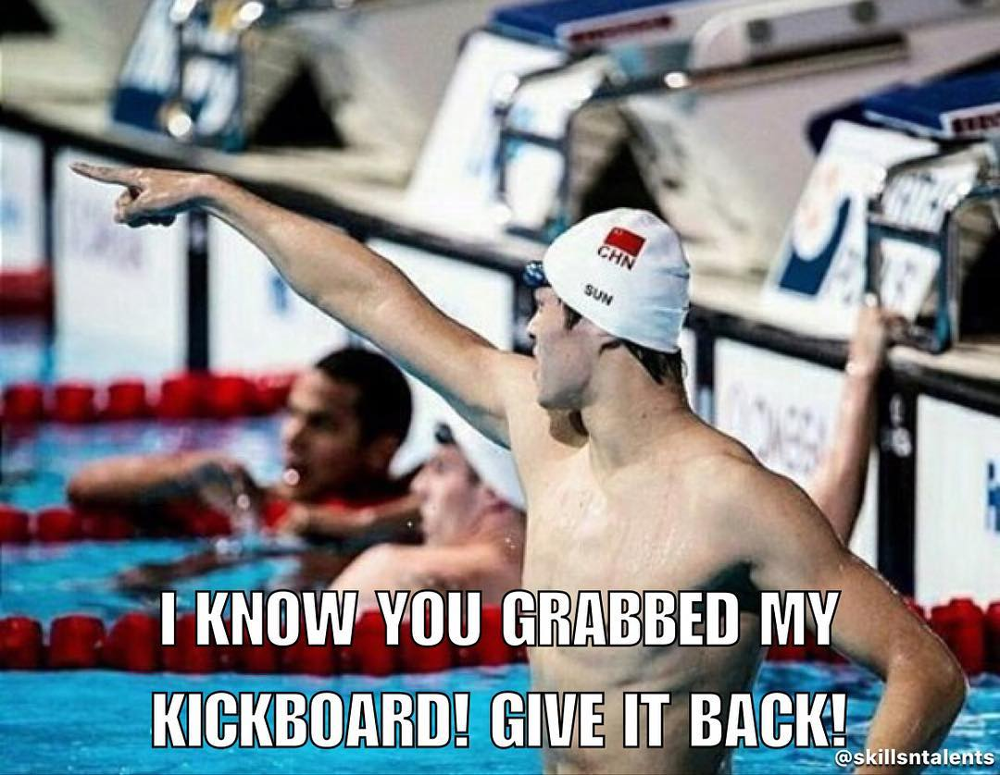 CHN
SUN
I KNOW YOU GRABBED MY
KICKBOARD! GIVE IT BACK!
@skillsntalents